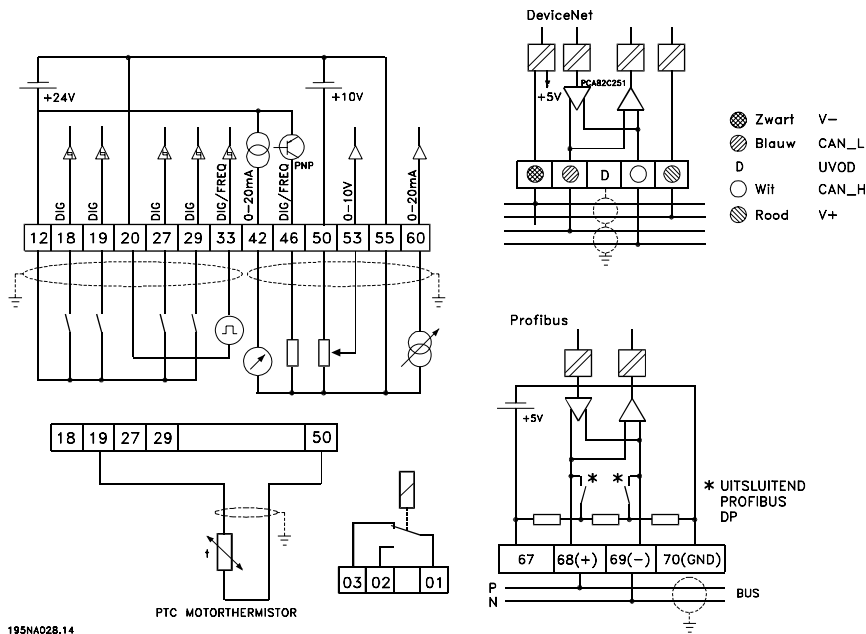 DeviceNet
+24V
+10V
+5V
PCA82C251
Zwart V-
Blauw CAN_L
D UVOD
Wit CAN_H
Rood V+
D
DIG
DIG
DIG
DIG
DIG/FREQ
0-20mA
DIG/FREQ
PNP
0-10V
0-20mA
12 18 19 20 27 29 33 42 46 50 53 55 60
Profibus
+5V
* *
* UITSLUITEND
PROFIBUS
DP
67 68(+) 69(-) 70(GND)
P
N
BUS
18 19 27 29 50
t
PTC MOTORTHERMISTOR
03 02 01
195NA028.14